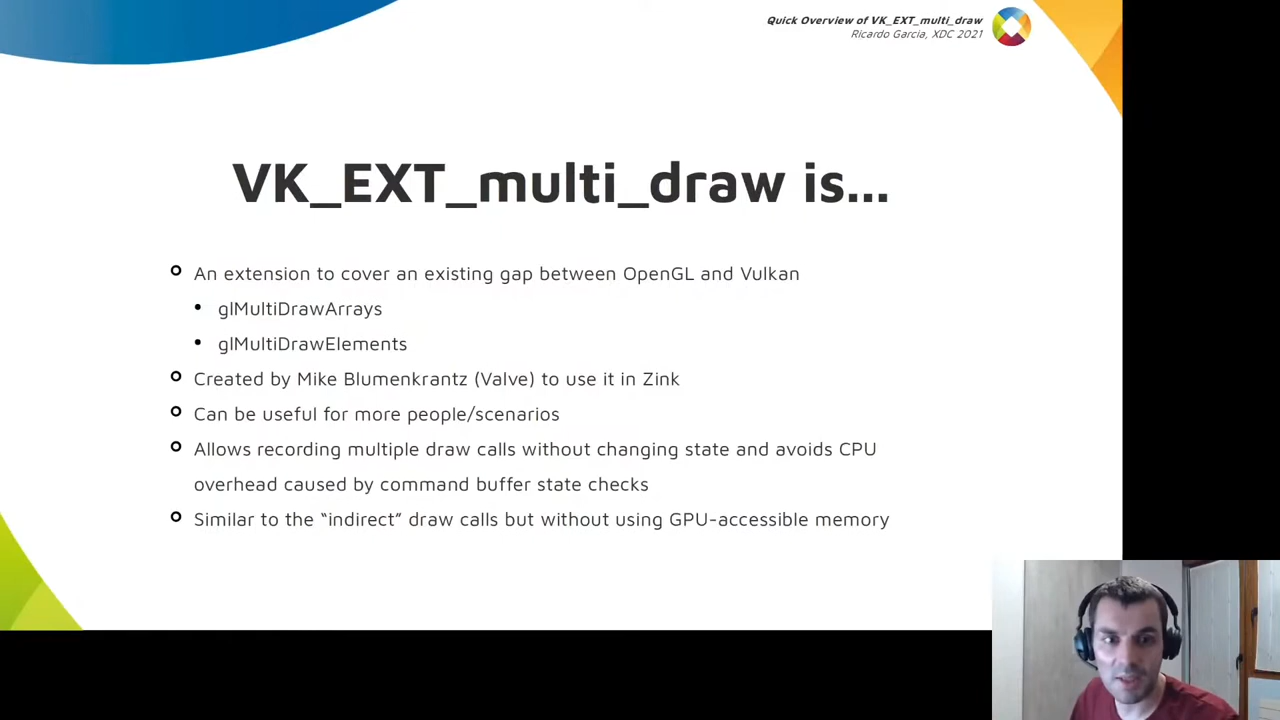 Quick Overview of VK_EXT_multi_draw
Ricardo Garcia, XDC 2021
VK_EXT_multi_draw is...
An extension to cover an existing gap between OpenGL and Vulkan
glMultiDrawArrays
glMultiDrawElements
Created by Mike Blumenkrantz (Valve) to use it in Zink
Can be useful for more people/scenarios
Allows recording multiple draw calls without changing state and avoids CPU
overhead caused by command buffer state checks
Similar to the “indirect” draw calls but without using GPU-accessible memory